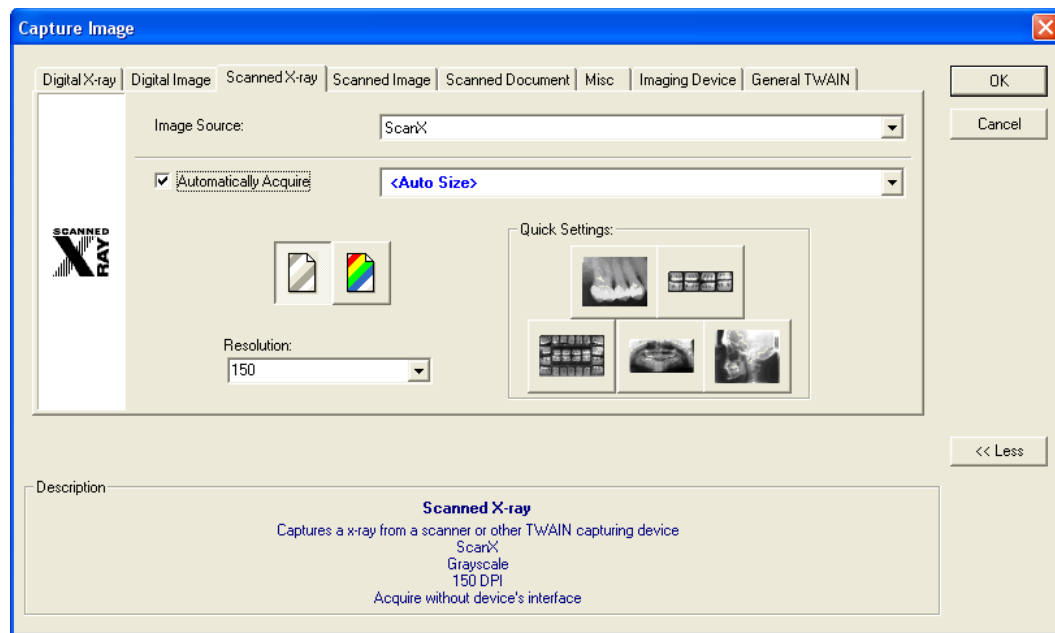 Capture Image
Digital X-ray Digital Image Scanned X-ray Scanned Image Scanned Document Misc Imaging Device General TWAIN
OK
Image Source: ScanX
Cancel
Automatically Acquire <Auto Size>
SCANNED
X RAY
Quick Settings:
Resolution:
150
<< Less
Description
Scanned X-ray
Captures a x-ray from a scanner or other TWAIN capturing device
ScanX
Grayscale
150 DPI
Acquire without device's interface